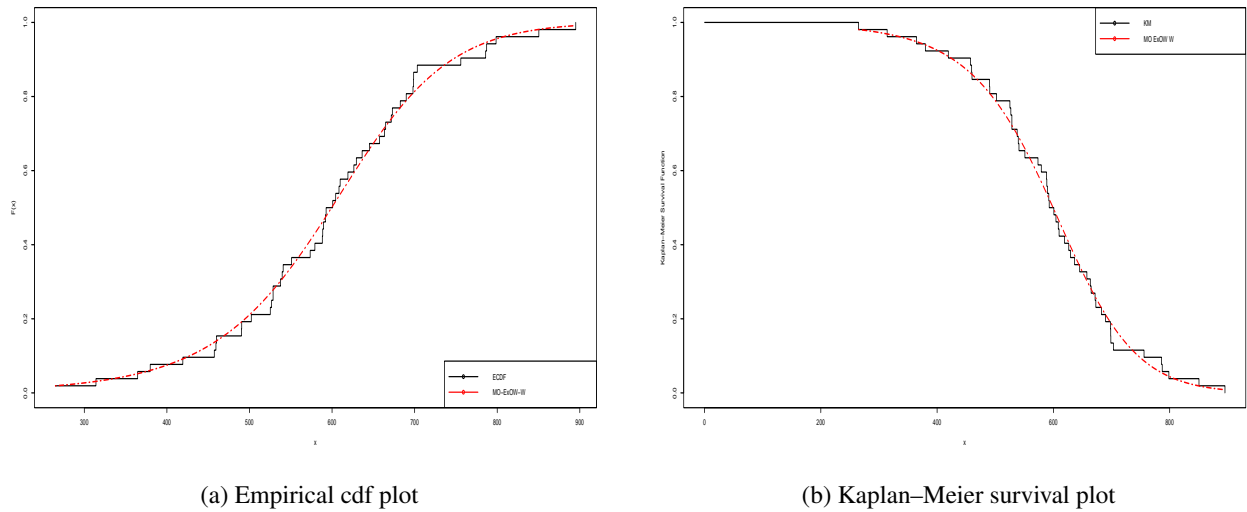 F(x)
1.0
0.8
0.6
0.4
0.2
0.0
300 400 500 600 700 800 900
x
ECDF
MO-ExOW-W
(a) Empirical cdf plot
Kaplan−Meier Survival Function
1.0
0.8
0.6
0.4
0.2
0.0
0 200 400 600 800
x
KM
MO ExOW W
(b) Kaplan–Meier survival plot